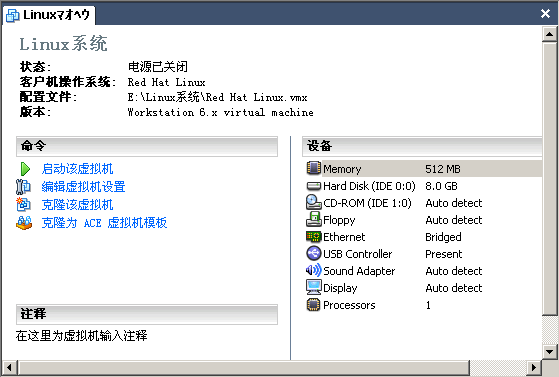 Linuxﾏｵﾍｳ
Linux系统
状态: 电源已关闭
客户机操作系统: Red Hat Linux
配置文件: E:\Linux系统\Red Hat Linux.vmx
版本: Workstation 6.x virtual machine
命令
启动该虚拟机
编辑虚拟机设置
克隆该虚拟机
克隆为 ACE 虚拟机模板
注释
在这里为虚拟机输入注释
设备
Memory 512 MB
Hard Disk (IDE 0:0) 8.0 GB
CD-ROM (IDE 1:0) Auto detect
Floppy Auto detect
Ethernet Bridged
USB Controller Present
Sound Adapter Auto detect
Display Auto detect
Processors 1